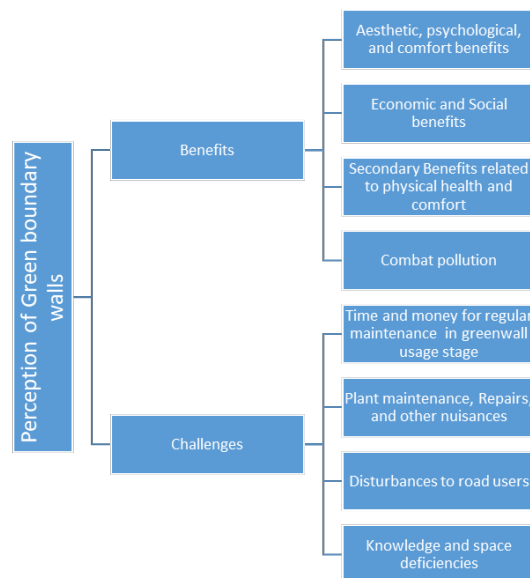 Perception of Green boundary
walls
Benefits
Aesthetic, psychological,
and comfort benefits
Economic and Social
benefits
Secondary Benefits related
to physical health and
comfort
Combat pollution
Challenges
Time and money for regular
maintenance in greenwall
usage stage
Plant maintenance, Repairs,
and other nuisances
Disturbances to road users
Knowledge and space
deficiencies